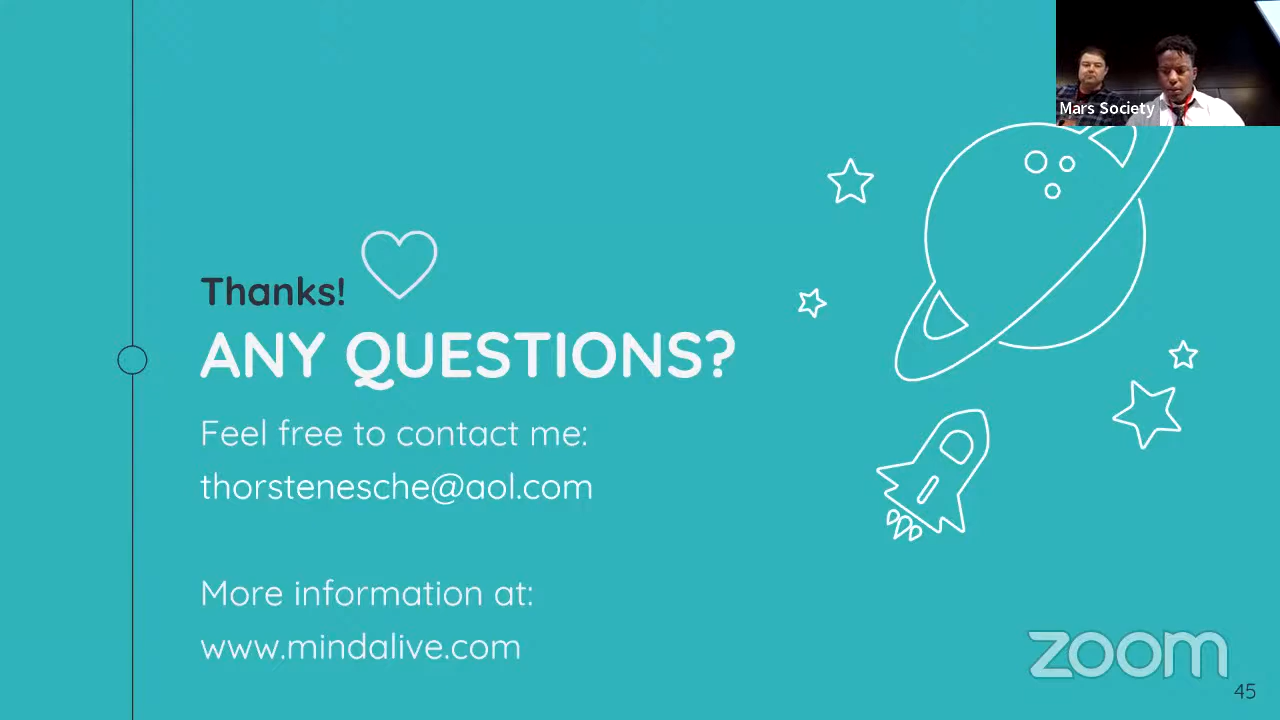 Mars Society
Thanks!
ANY QUESTIONS?
Feel free to contact me:
thorstenesche@aol.com
More information at:
www.mindalive.com
zoom
45